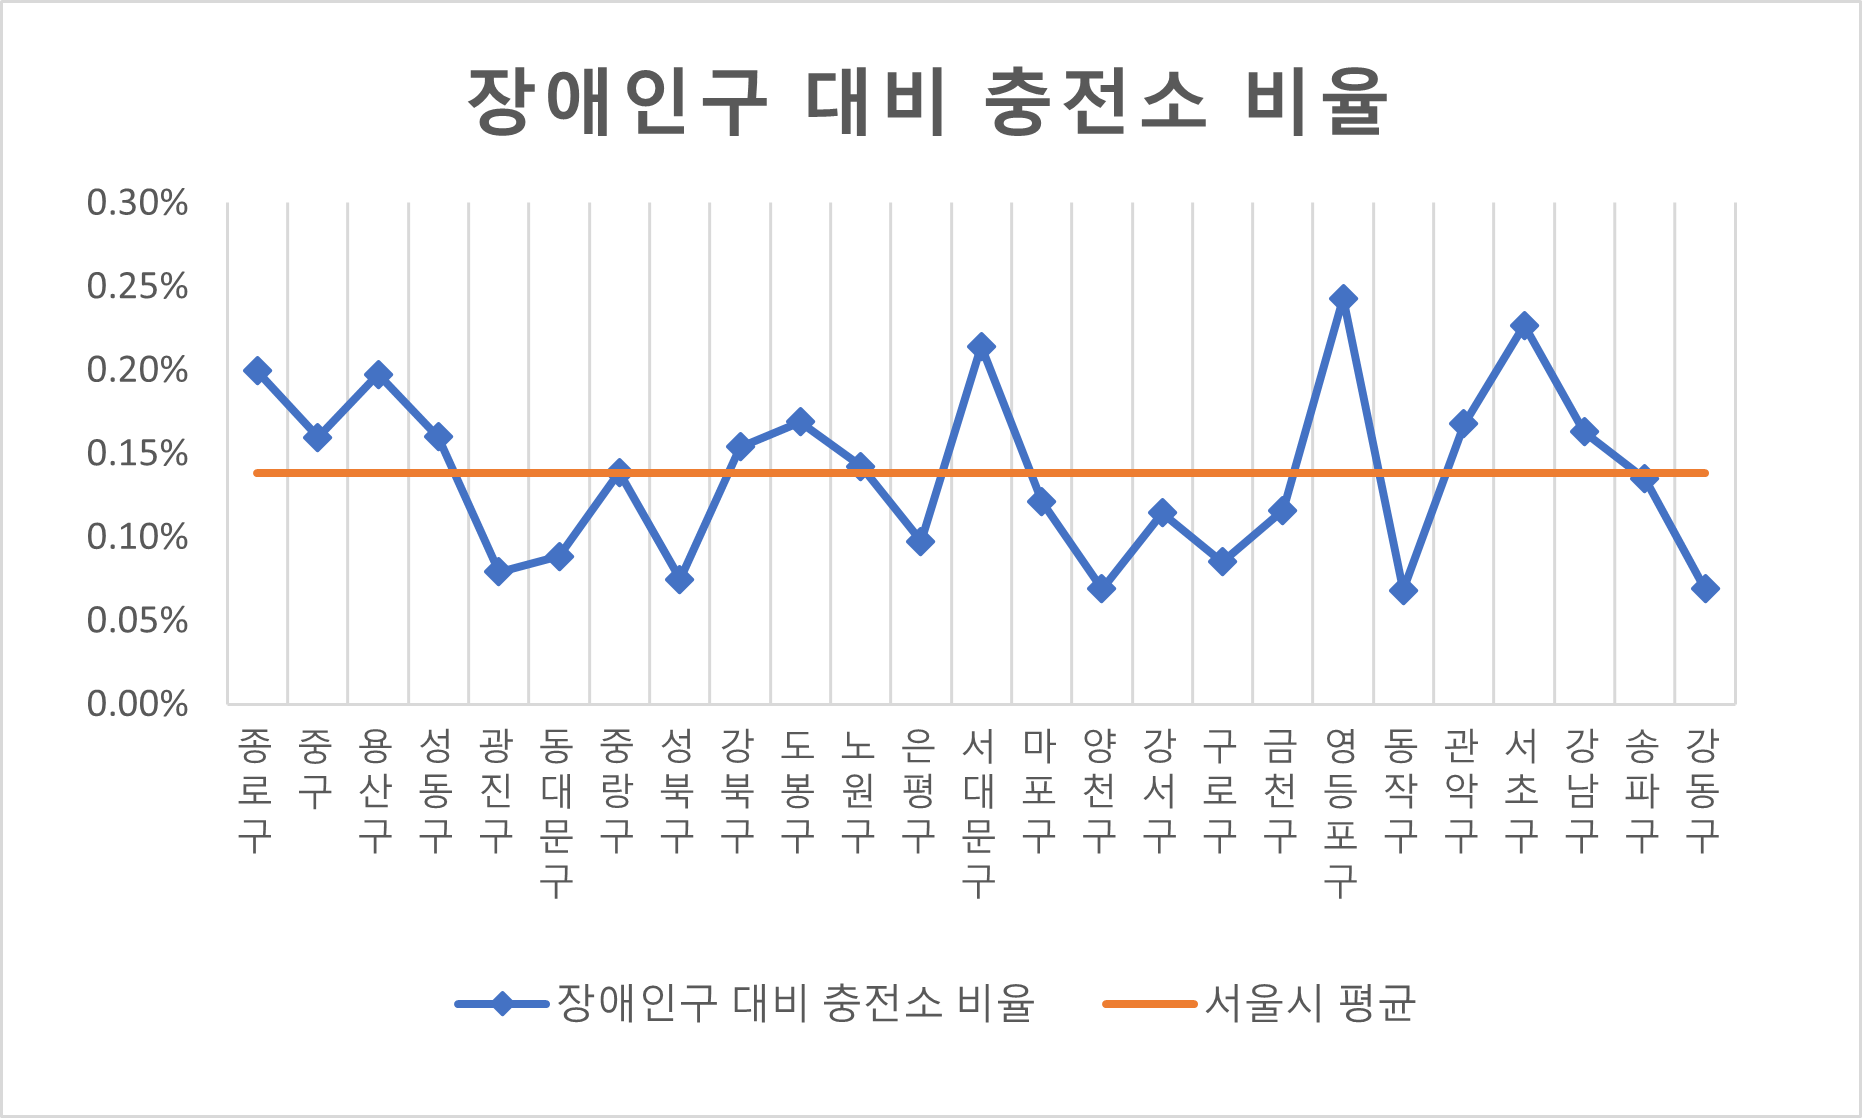 장애인구 대비 충전소 비율
0.30%
0.25%
0.20%
0.15%
0.10%
0.05%
0.00%
종로구
중구
용산구
성동구
광진구
동대문구
중랑구
성북구
강북구
도봉구
노원구
은평구
서대문구
마포구
양천구
강서구
구로구
금천구
영등포구
동작구
관악구
서초구
강남구
송파구
강동구
장애인구 대비 충전소 비율
서울시 평균